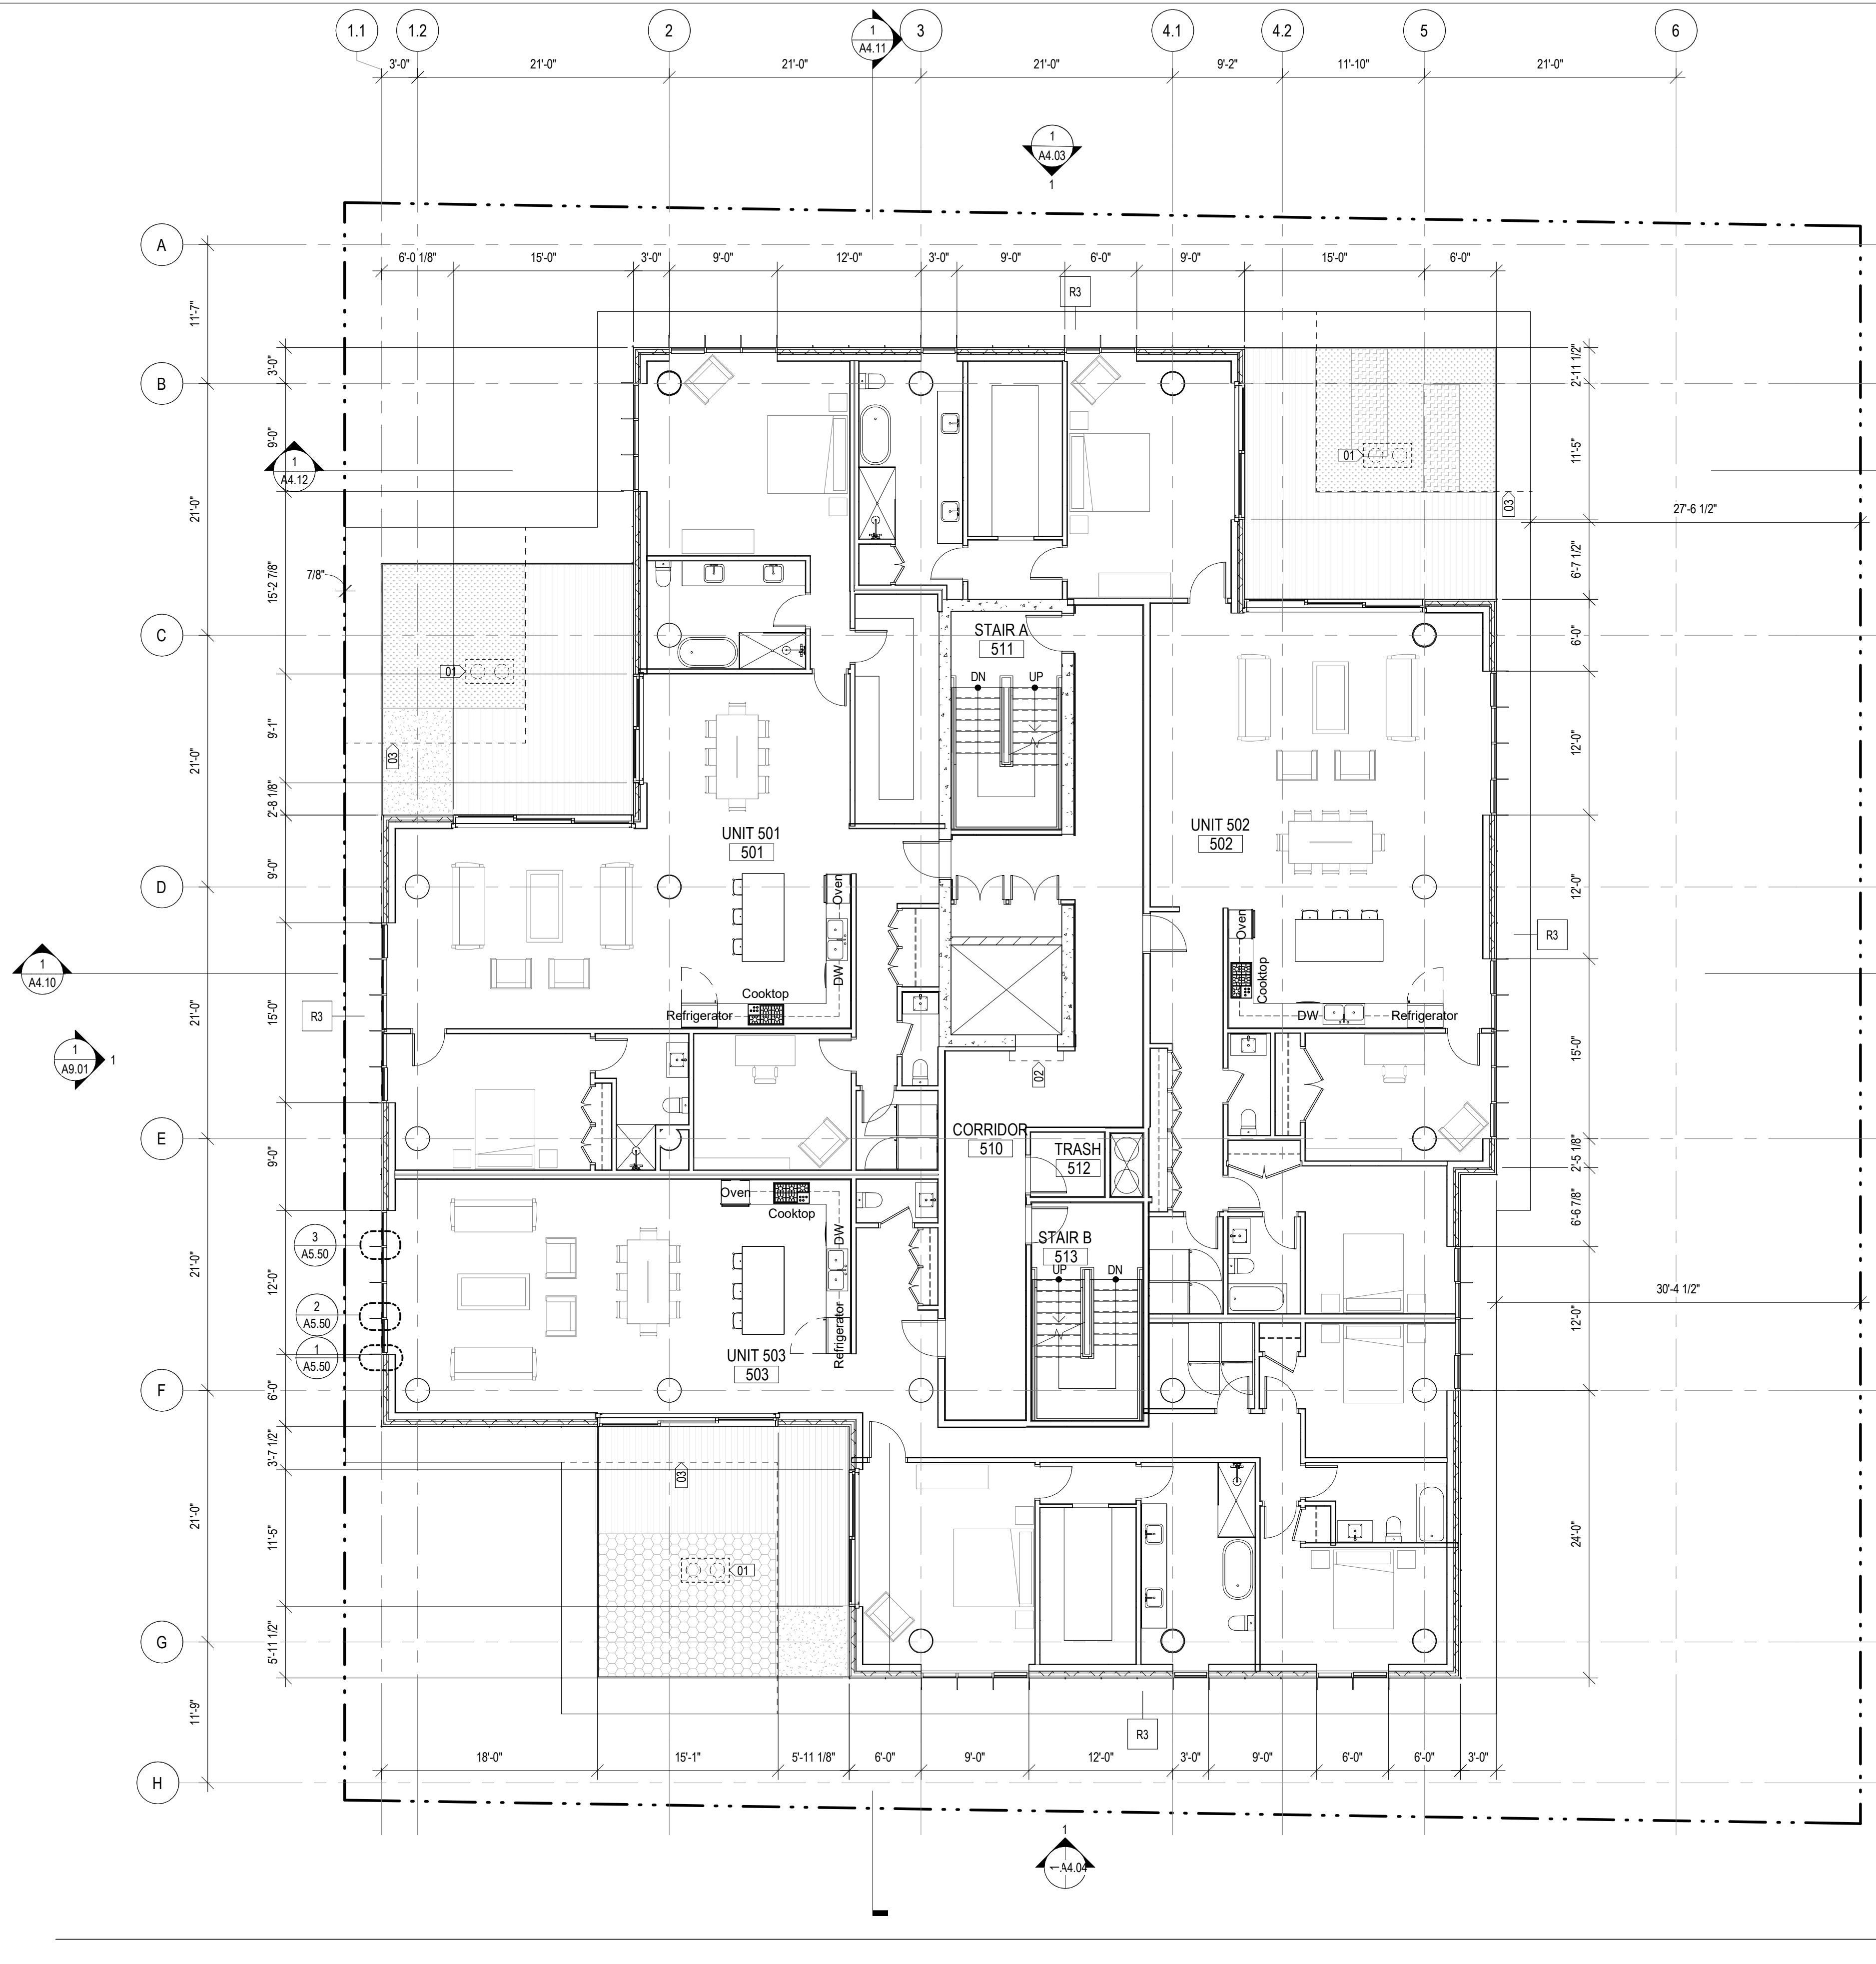 1.1 1.2 2 1 A4.11 3 4.1 4.2 5 6
3'-0" 21'-0" 21'-0" 21'-0" 9'-2" 11'-10" 21'-0"
1
A4.03
1
A
6'-0 1/8" 15'-0" 3'-0" 9'-0" 12'-0" 3'-0" 9'-0" 6'-0" 9'-0" 15'-0" 6'-0"
R3
11'-7"
3'-0"
2'-11 1/2"
B
9'-0"
11'-5"
1
A4.12
01
03
21'-0"
27'-6 1/2"
7/8"
15'-2 7/8"
6'-7 1/2"
C
STAIR A
511
6'-0"
01
DN UP
9'-1"
21'-0"
03
12'-0"
2'-8 1/8"
UNIT 501
501
UNIT 502
502
9'-0"
D
Oven
12'-0"
Oven
R3
1
A4.10
DW
Cooktop
Cooktop
Refrigerator
DW Refrigerator
R3
15'-0"
21'-0"
15'-0"
1
A9.01
1
02
E
CORRIDOR
510
TRASH
512
9'-0"
2'-5 1/8"
Oven
Cooktop
6'-6 7/8"
3
A5.50
DW
STAIR B
513
UP DN
21'-0"
12'-0"
30'-4 1/2"
2
A5.50
12'-0"
Refrigerator
1
A5.50
UNIT 503
503
F
6'-0"
3'-7 1/2"
03
21'-0"
11'-5"
24'-0"
01
G
5'-11 1/2"
11'-9"
R3
18'-0" 15'-1" 5'-11 1/8" 6'-0" 9'-0" 12'-0" 3'-0" 9'-0" 6'-0" 6'-0" 3'-0"
H
1
1
A4.04